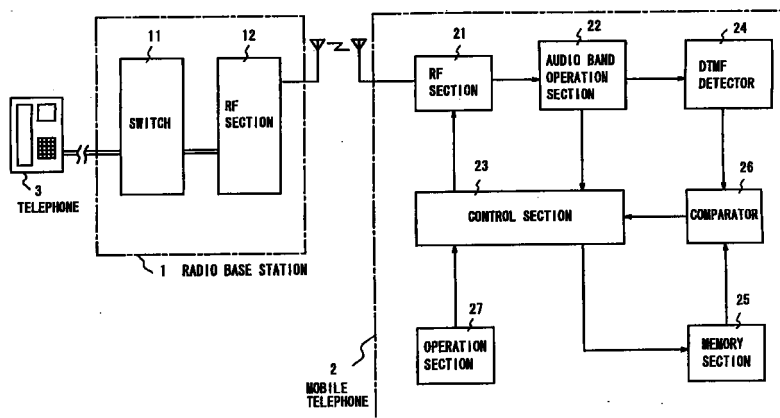 11
12
SWITCH
RF
SECTION
3
TELEPHONE
1 RADIO BASE STATION
21
RF
SECTION
22
AUDIO BAND
OPERATION
SECTION
24
DTMF
DETECTOR
23
CONTROL SECTION
26
COMPARATOR
27
OPERATION
SECTION
25
MEMORY
SECTION
2
MOBILE
TELEPHONE